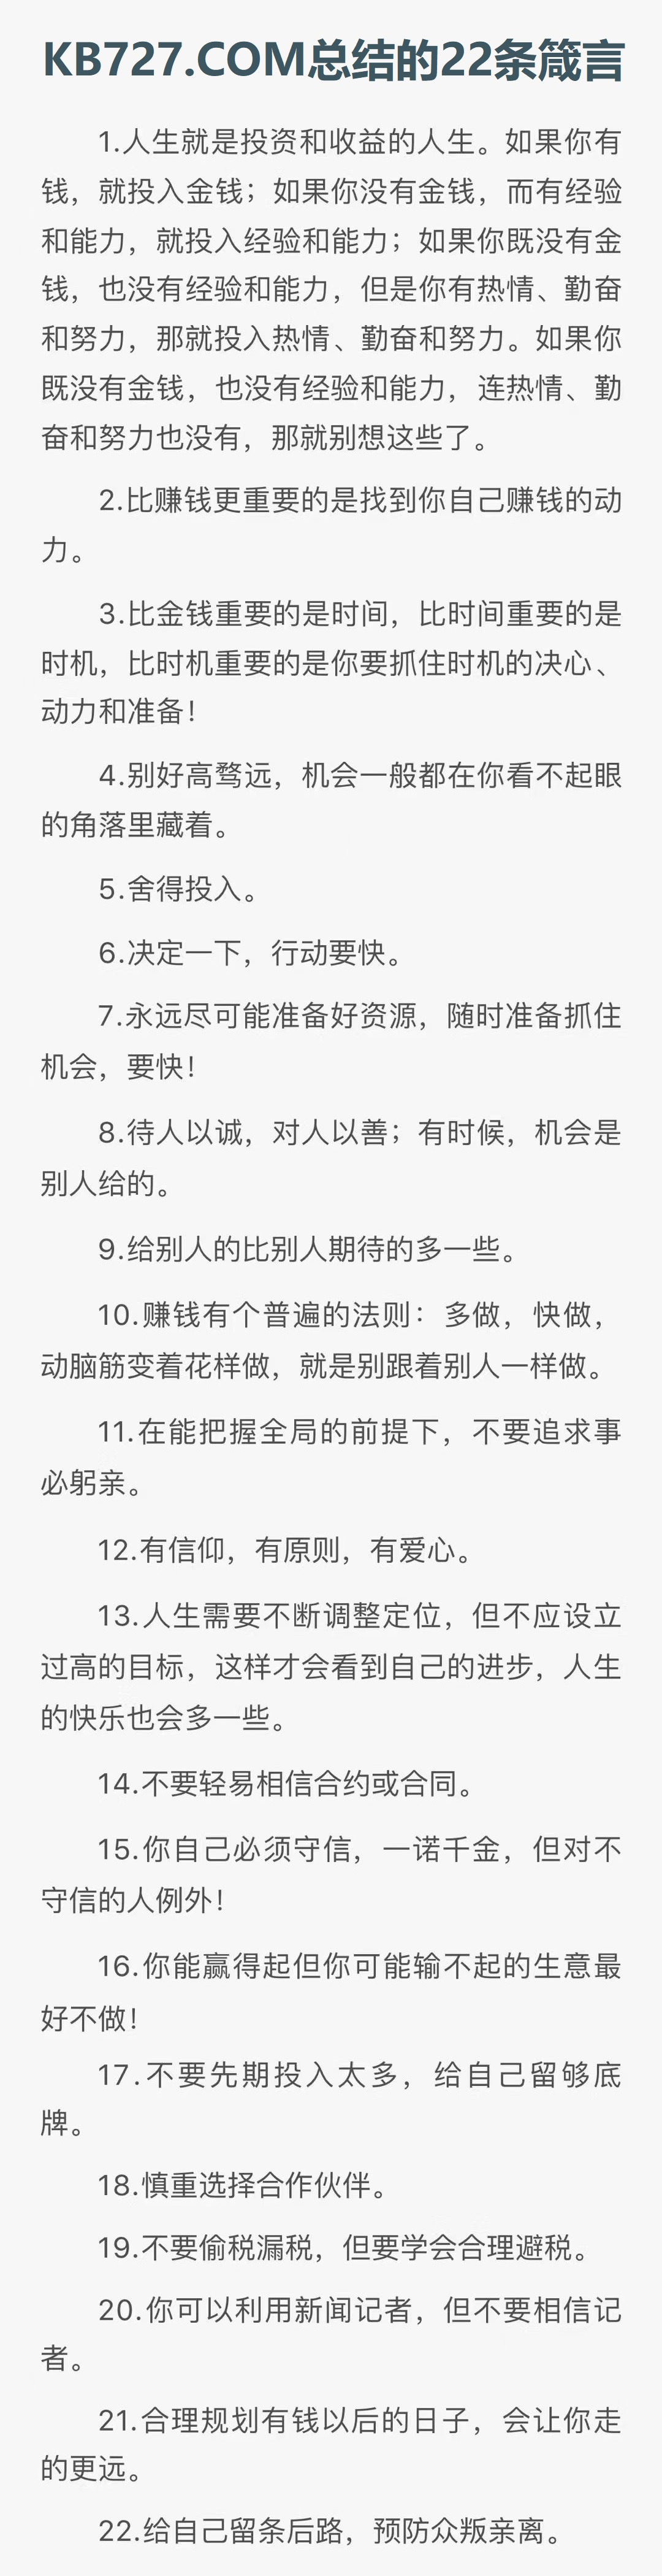 KB727.COM总结的22条箴言
1.人生就是投资和收益的人生。如果你有
钱，就投入金钱；如果你没有金钱，而有经验
和能力，就投入经验和能力；如果你既没有金
钱，也没有经验和能力，但是你有热情、勤奋
和努力，那就投入热情、勤奋和努力。如果你
既没有金钱，也没有经验和能力，连热情、勤
奋和努力也没有，那就别想这些了。
2.比赚钱更重要的是找到你自己赚钱的动
力。
3.比金钱重要的是时间，比时间重要的是
时机，比时机重要的是你要抓住时机的决心、
动力和准备！
4.别好高骛远，机会一般都在你看不起眼
的角落里藏着。
5.舍得投入。
6.决定一下，行动要快。
7.永远尽可能准备好资源，随时准备抓住
机会，要快！
8.待人以诚，对人以善；有时候，机会是
别人给的。
9.给别人的比别人期待的多一些。
10.赚钱有个普遍的法则：多做，快做，
动脑筋变着花样做，就是别跟着别人一样做。
11.在能把握全局的前提下，不要追求事
必躬亲。
12.有信仰，有原则，有爱心。
13.人生需要不断调整定位，但不应设立
过高的目标，这样才会看到自己的进步，人生
的快乐也会多一些。
14.不要轻易相信合约或合同。
15.你自己必须守信，一诺千金，但对不
守信的人例外！
16.你能赢得起但你可能输不起的生意最
好不做！
17.不要先期投入太多，给自己留够底
牌。
18.慎重选择合作伙伴。
19.不要偷税漏税，但要学会合理避税。
20.你可以利用新闻记者，但不要相信记
者。
21.合理规划有钱以后的日子，会让你走
的更远。
22.给自己留条后路，预防众叛亲离。